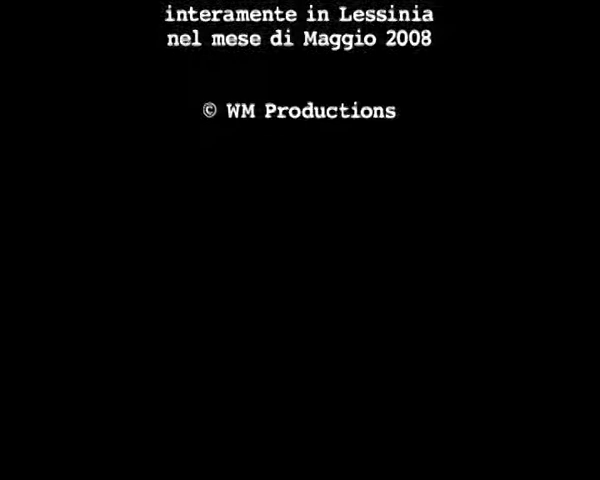 interamente in Lessinia
nel mese di Maggio 2008
© WM Productions